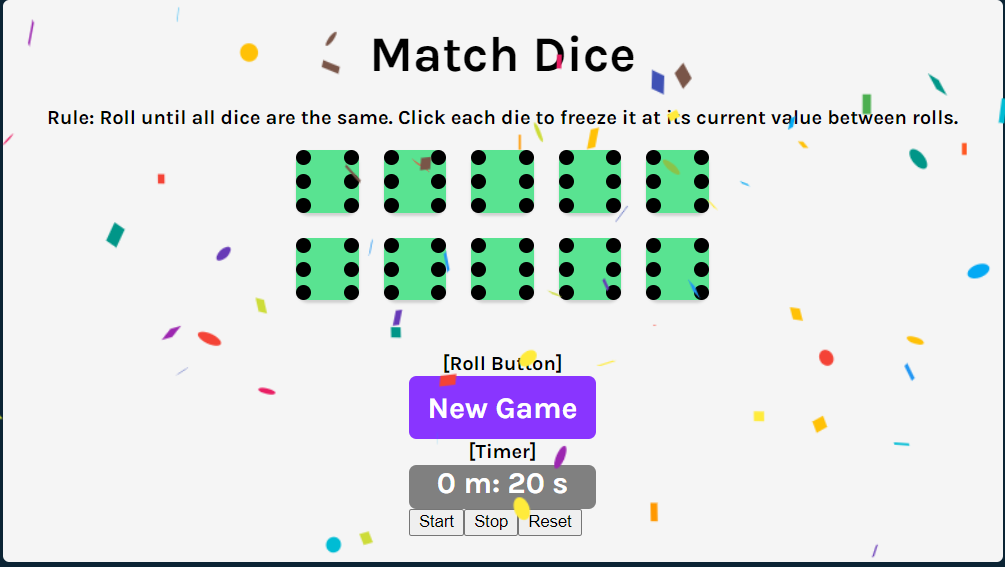 Match Dice
Rule: Roll until all dice are the same. Click each die to freeze it at its current value between rolls.
[Roll Button]
New Game
[Timer]
0 m: 20 s
Start Stop Reset